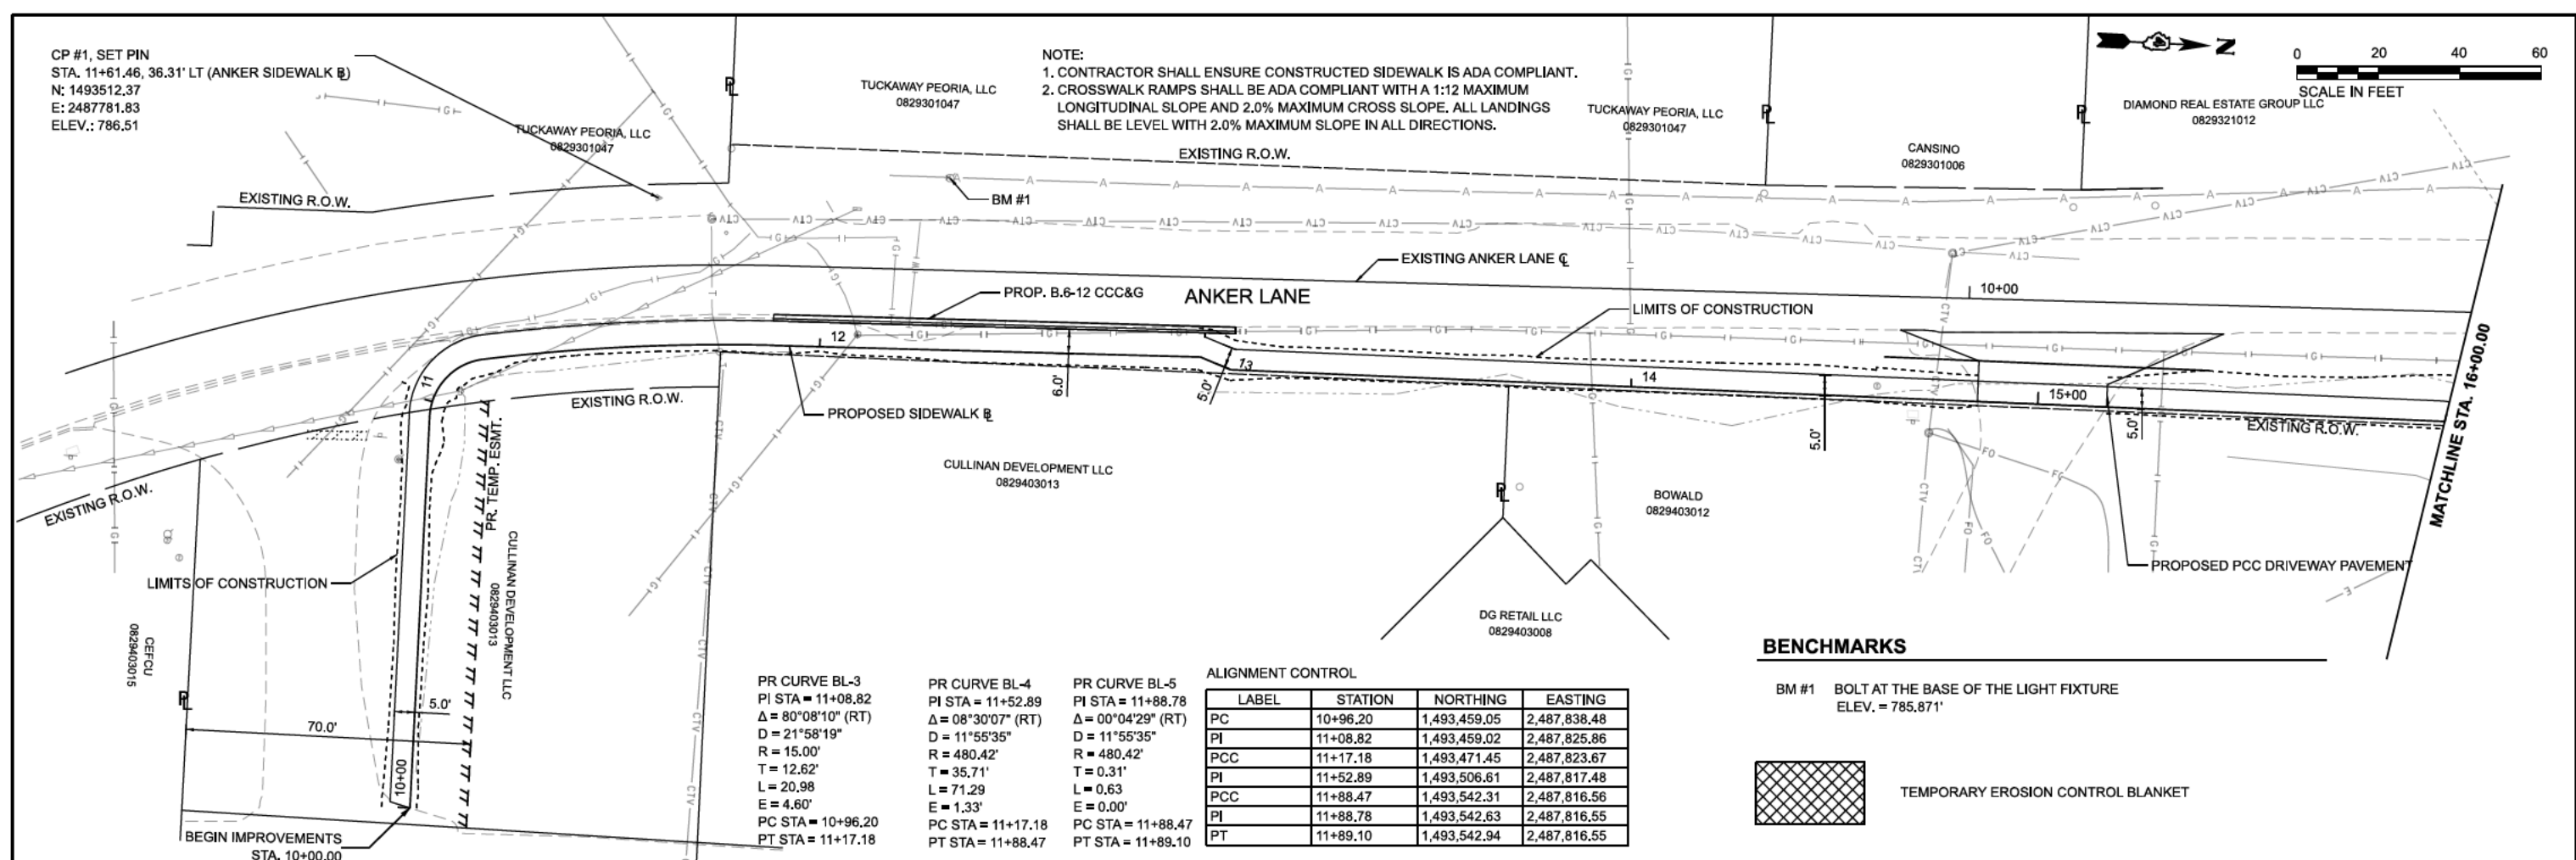 CP #1, SET PIN
STA. 11+61.46, 36.31' LT (ANKER SIDEWALK BL)
N: 1493512.37
E: 2487781.83
ELEV.: 786.51
TUCKAWAY PEORIA, LLC
0829301047
EXISTING R.O.W.
PL
TUCKAWAY PEORIA, LLC
0829301047
NOTE:
1. CONTRACTOR SHALL ENSURE CONSTRUCTED SIDEWALK IS ADA COMPLIANT.
2. CROSSWALK RAMPS SHALL BE ADA COMPLIANT WITH A 1:12 MAXIMUM
LONGITUDINAL SLOPE AND 2.0% MAXIMUM CROSS SLOPE. ALL LANDINGS
SHALL BE LEVEL WITH 2.0% MAXIMUM SLOPE IN ALL DIRECTIONS.
EXISTING R.O.W.
BM #1
TUCKAWAY PEORIA, LLC
0829301047
PL
CANSINO
0829301006
PL
N
0 20 40 60
SCALE IN FEET
DIAMOND REAL ESTATE GROUP LLC
0829321012
EXISTING ANKER LANE CL
PROP. B.6-12 CCC&G
ANKER LANE
10+00
LIMITS OF CONSTRUCTION
11
12
13
14
15+00
6.0'
5.0'
5.0'
5.0'
PROPOSED SIDEWALK BL
EXISTING R.O.W.
EXISTING R.O.W.
EXISTING R.O.W.
MATCHLINE STA. 16+00.00
PR. TEMP. ESMT.
CULLINAN DEVELOPMENT LLC
0829403013
CULLINAN DEVELOPMENT LLC
0829403013
PL
BOWALD
0829403012
PROPOSED PCC DRIVEWAY PAVEMENT
DG RETAIL LLC
0829403008
LIMITS OF CONSTRUCTION
CEFCU
0829403015
PL
70.0'
5.0'
10+00
BEGIN IMPROVEMENTS
STA. 10+00.00
PR CURVE BL-3
PI STA = 11+08.82
Δ = 80°08'10" (RT)
D = 21°58'19"
R = 15.00'
T = 12.62'
L = 20.98
E = 4.60'
PC STA = 10+96.20
PT STA = 11+17.18
PR CURVE BL-4
PI STA = 11+52.89
Δ = 08°30'07" (RT)
D = 11°55'35"
R = 480.42'
T = 35.71'
L = 71.29
E = 1.33'
PC STA = 11+17.18
PT STA = 11+88.47
PR CURVE BL-5
PI STA = 11+88.78
Δ = 00°04'29" (RT)
D = 11°55'35"
R = 480.42'
T = 0.31'
L = 0.63
E = 0.00'
PC STA = 11+88.47
PT STA = 11+89.10
ALIGNMENT CONTROL
LABEL STATION NORTHING EASTING
PC 10+96.20 1,493,459.05 2,487,838.48
PI 11+08.82 1,493,459.02 2,487,825.86
PCC 11+17.18 1,493,471.45 2,487,823.67
PI 11+52.89 1,493,506.61 2,487,817.48
PCC 11+88.47 1,493,542.31 2,487,816.56
PI 11+88.78 1,493,542.63 2,487,816.55
PT 11+89.10 1,493,542.94 2,487,816.55
BENCHMARKS
BM #1 BOLT AT THE BASE OF THE LIGHT FIXTURE
ELEV. = 785.871'
TEMPORARY EROSION CONTROL BLANKET